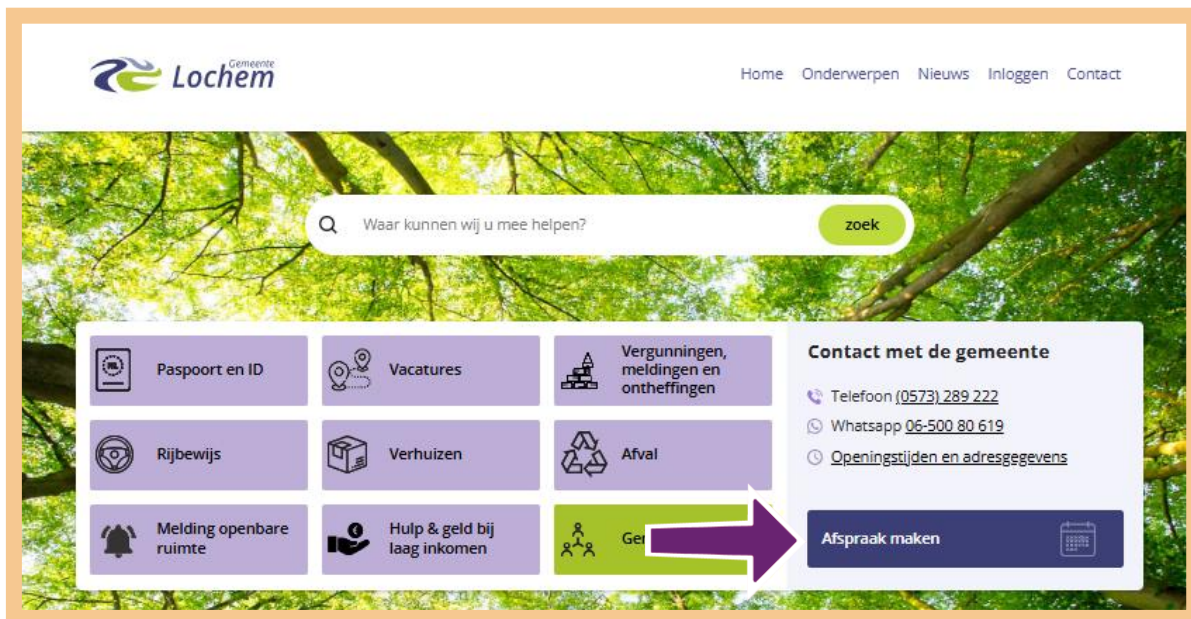 Gemeente
Lochem
Home Onderwerpen Nieuws Inloggen Contact
Waar kunnen wij u mee helpen?
zoek
Paspoort en ID
Vacatures
Vergunningen,
meldingen en
ontheffingen
Rijbewijs
Verhuizen
Afval
Melding openbare
ruimte
Hulp & geld bij
laag inkomen
Contact met de gemeente
Telefoon (0573) 289 222
Whatsapp 06-500 80 619
Openingstijden en adresgegevens
Afspraak maken